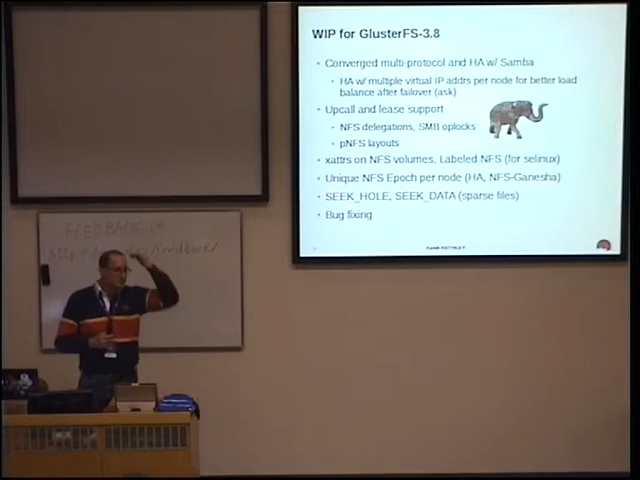 WIP for GlusterFS-3.8
• Converged multi-protocol and HA w/ Samba
• HA w/ multiple virtual IP addrs per node for better load
balance after failover (ask)
• Upcall and lease support
• NFS delegations, SMB oplocks
• pNFS layouts
• xattrs on NFS volumes, Labeled NFS (for selinux)
• Unique NFS Epoch per node (HA, NFS-Ganesha)
• SEEK_HOLE, SEEK_DATA (sparse files)
• Bug fixing
FEEDBACK @